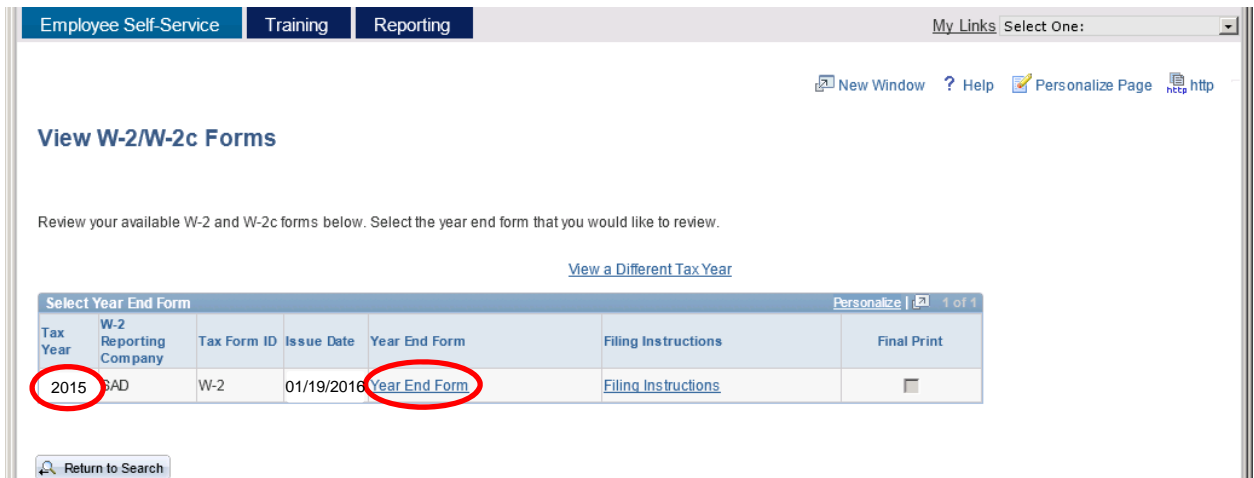 Employee Self-Service Training Reporting My Links Select One:
New Window ? Help Personalize Page http
View W-2/W-2c Forms
Review your available W-2 and W-2c forms below. Select the year end form that you would like to review.
View a Different Tax Year
Select Year End Form Personalize | 1 of 1
Tax Year W-2 Reporting Company Tax Form ID Issue Date Year End Form Filing Instructions Final Print
2015 SAD W-2 01/19/2016 Year End Form Filing Instructions
Return to Search